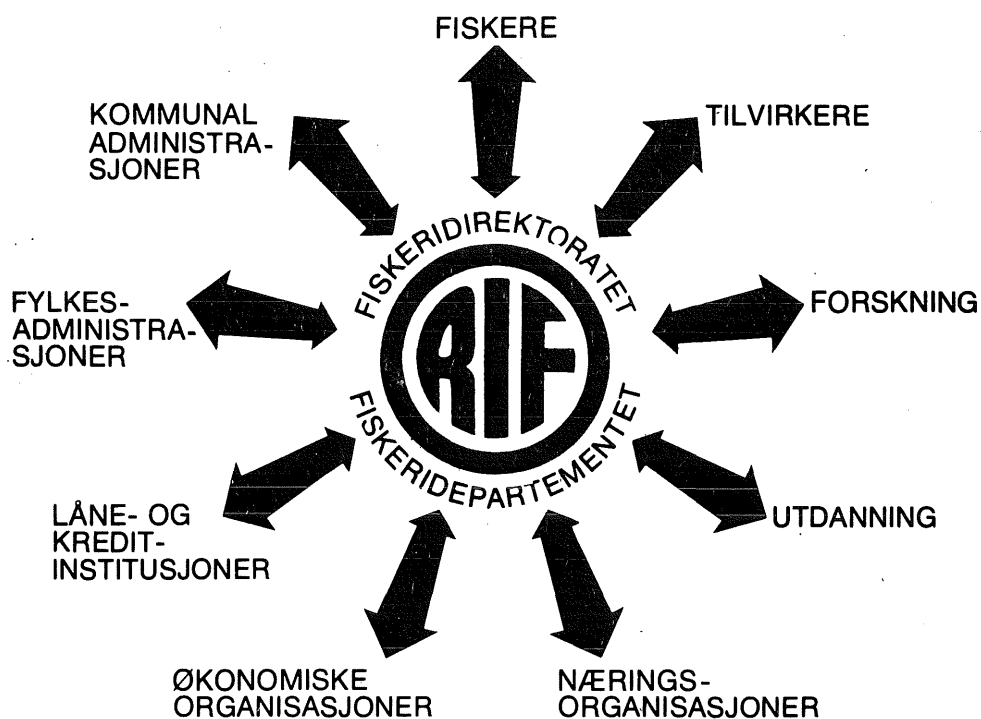 FISKERE
KOMMUNAL
ADMINISTRA-
SJONER
TILVIRKERE
FISKERIDIREKTORATET
FYLKES-
ADMINISTRA-
SJONER
RIF
FORSKNING
FISKERIDEPARTEMENTET
LÅNE- OG
KREDIT-
INSTITUSJONER
UTDANNING
ØKONOMISKE
ORGANISASJONER
NÆRINGS-
ORGANISASJONER